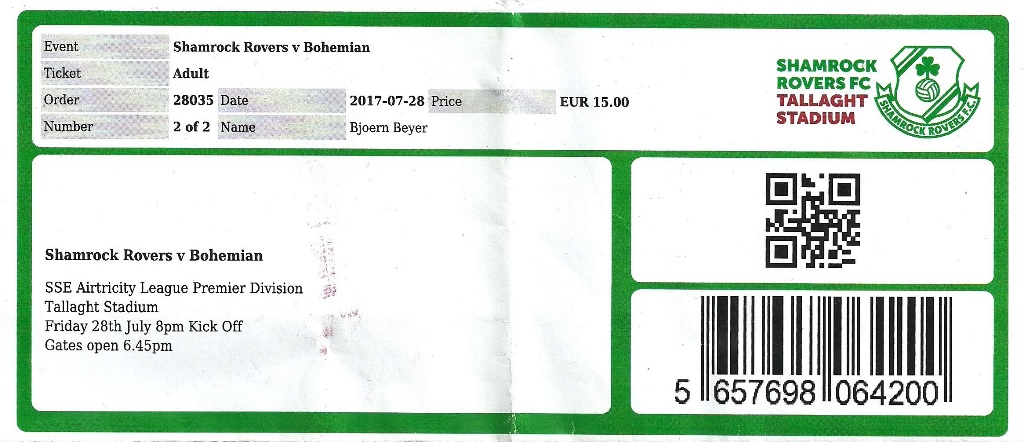 Event Shamrock Rovers v Bohemian
Ticket Adult
Order 28035 Date 2017-07-28 Price EUR 15.00
Number 2 of 2 Name Bjoern Beyer
SHAMROCK
ROVERS FC
TALLAGHT
STADIUM
SHAMROCK ROVERS F.C.
Shamrock Rovers v Bohemian
SSE Airtricity League Premier Division
Tallaght Stadium
Friday 28th July 8pm Kick Off
Gates open 6.45pm
5 657698 064200